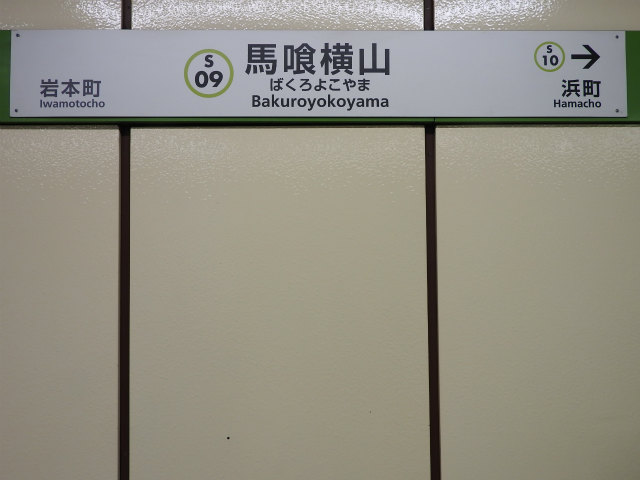 岩本町
Iwamotocho
S
09
馬喰横山
ばくろよこやま
Bakuroyokoyama
S
10
浜町
Hamacho